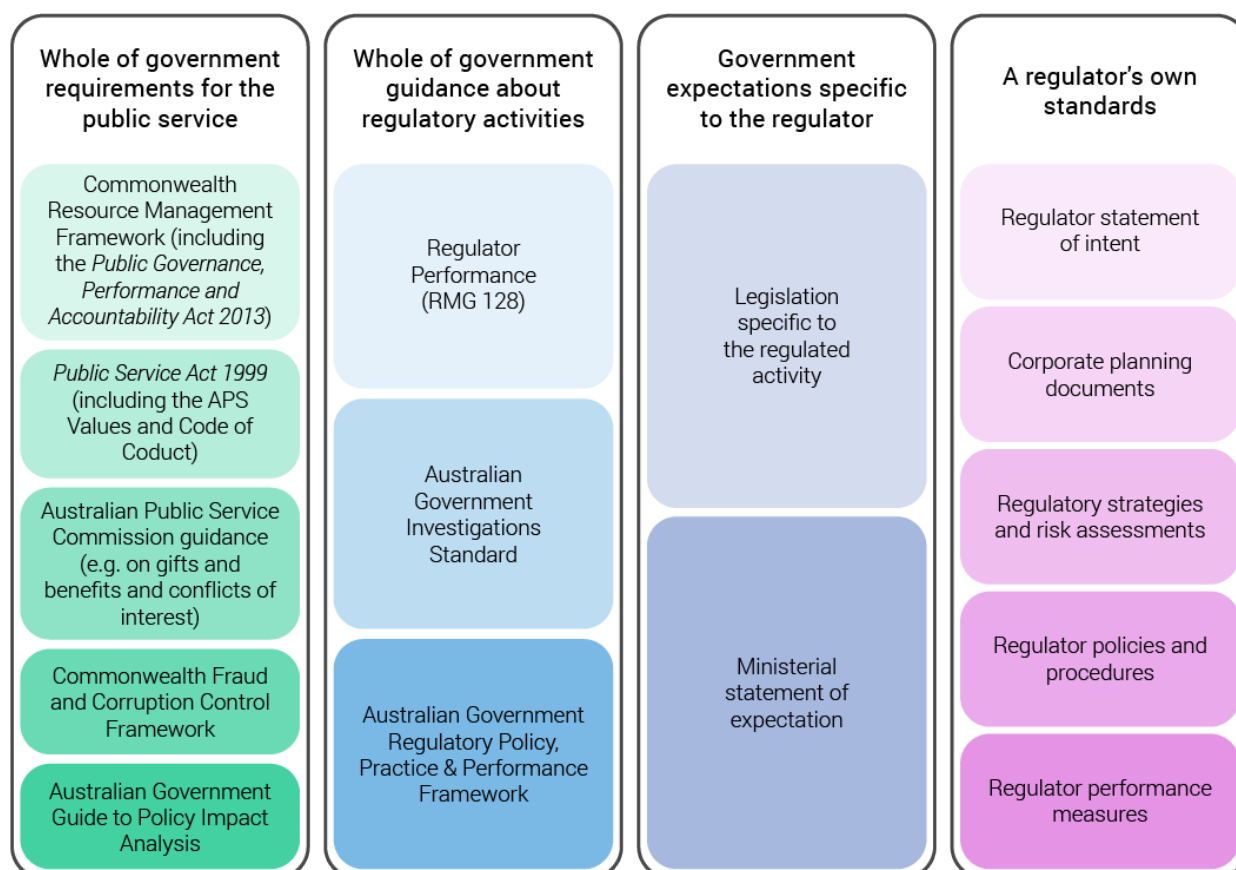 Whole of government
requirements for the
public service
Commonwealth
Resource Management
Framework (including
the Public Governance,
Performance and
Accountability Act 2013)
Public Service Act 1999
(including the APS
Values and Code of
Coduct)
Australian Public Service
Commission guidance
(e.g. on gifts and
benefits and conflicts of
interest)
Commonwealth Fraud
and Corruption Control
Framework
Australian Government
Guide to Policy Impact
Analysis
Whole of government
guidance about
regulatory activities
Regulator
Performance
(RMG 128)
Australian
Government
Investigations
Standard
Australian Government
Regulatory Policy,
Practice & Performance
Framework
Government
expectations specific
to the regulator
Legislation
specific to
the regulated
activity
Ministerial
statement of
expectation
A regulator's own
standards
Regulator statement
of intent
Corporate planning
documents
Regulatory strategies
and risk assessments
Regulator policies and
procedures
Regulator performance
measures